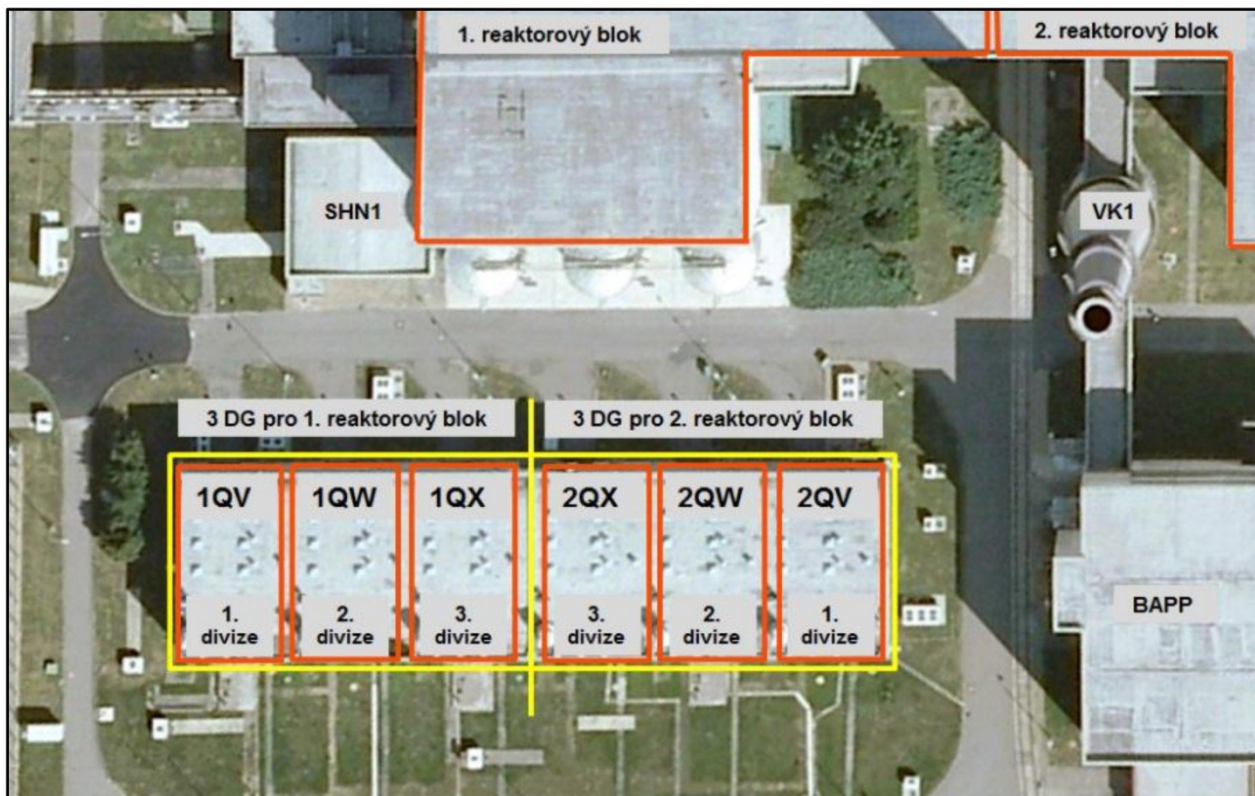 1. reaktorový blok
2. reaktorový blok
SHN1
VK1
3 DG pro 1. reaktorový blok
3 DG pro 2. reaktorový blok
1QV
1QW
1QX
2QX
2QW
2QV
1.
divize
2.
divize
3.
divize
3.
divize
2.
divize
1.
divize
BAPP